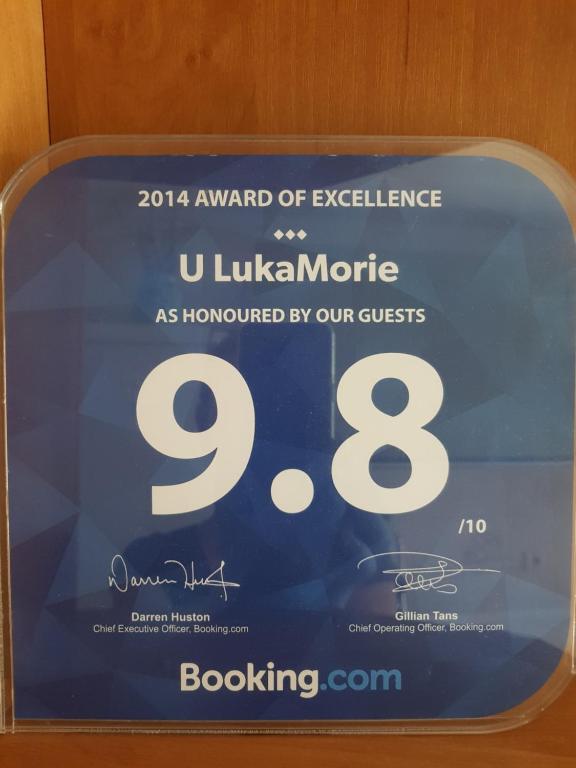 2014 AWARD OF EXCELLENCE
U LukaMorie
AS HONOURED BY OUR GUESTS
9.8
/10
Darren Huston
Chief Executive Officer, Booking.com
Gillian Tans
Chief Operating Officer, Booking.com
Booking.com